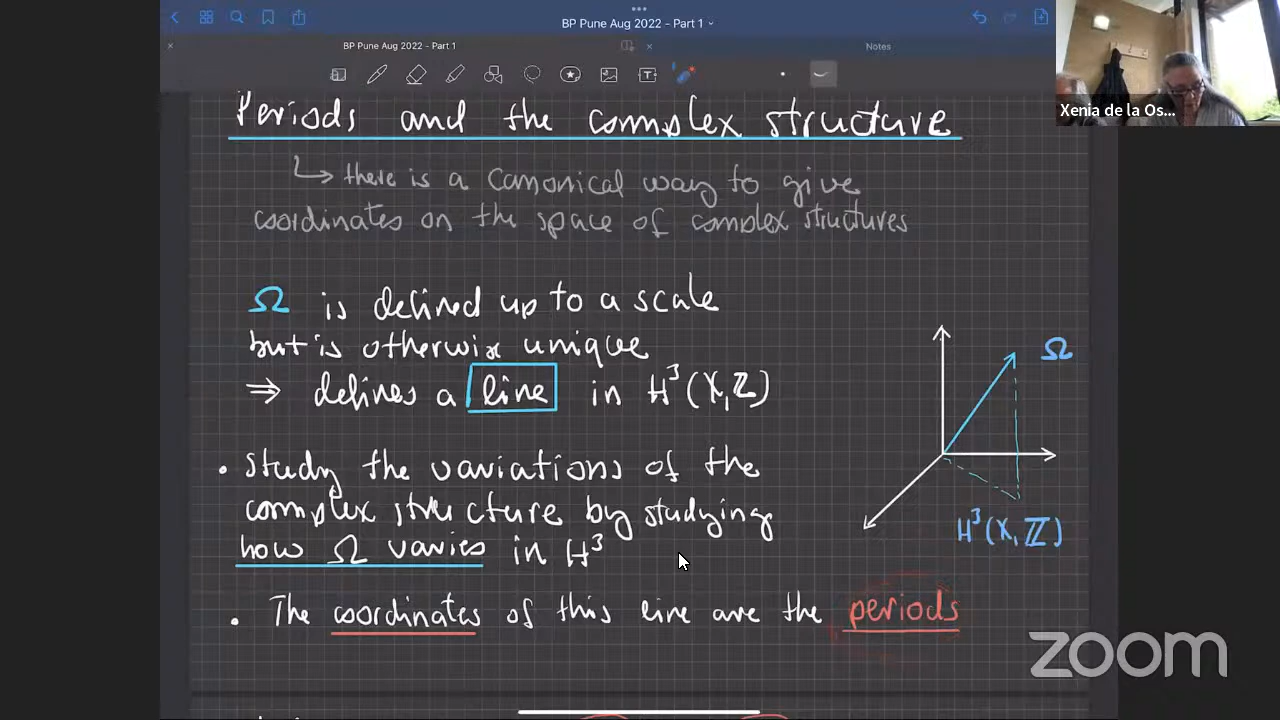 BP Pune Aug 2022 - Part 1
BP Pune Aug 2022 - Part 1
Notes
Xenia de la Os...
Periods and the complex structure
↳ there is a canonical way to give
coordinates on the space of complex structures
Ω is defined up to a scale
but is otherwise unique
⇒ defines a line in H³(X,ℤ)
Ω
H³(X,ℤ)
• Study the variations of the
complex structure by studying
how Ω varies in H³
• The coordinates of this line are the periods
zoom